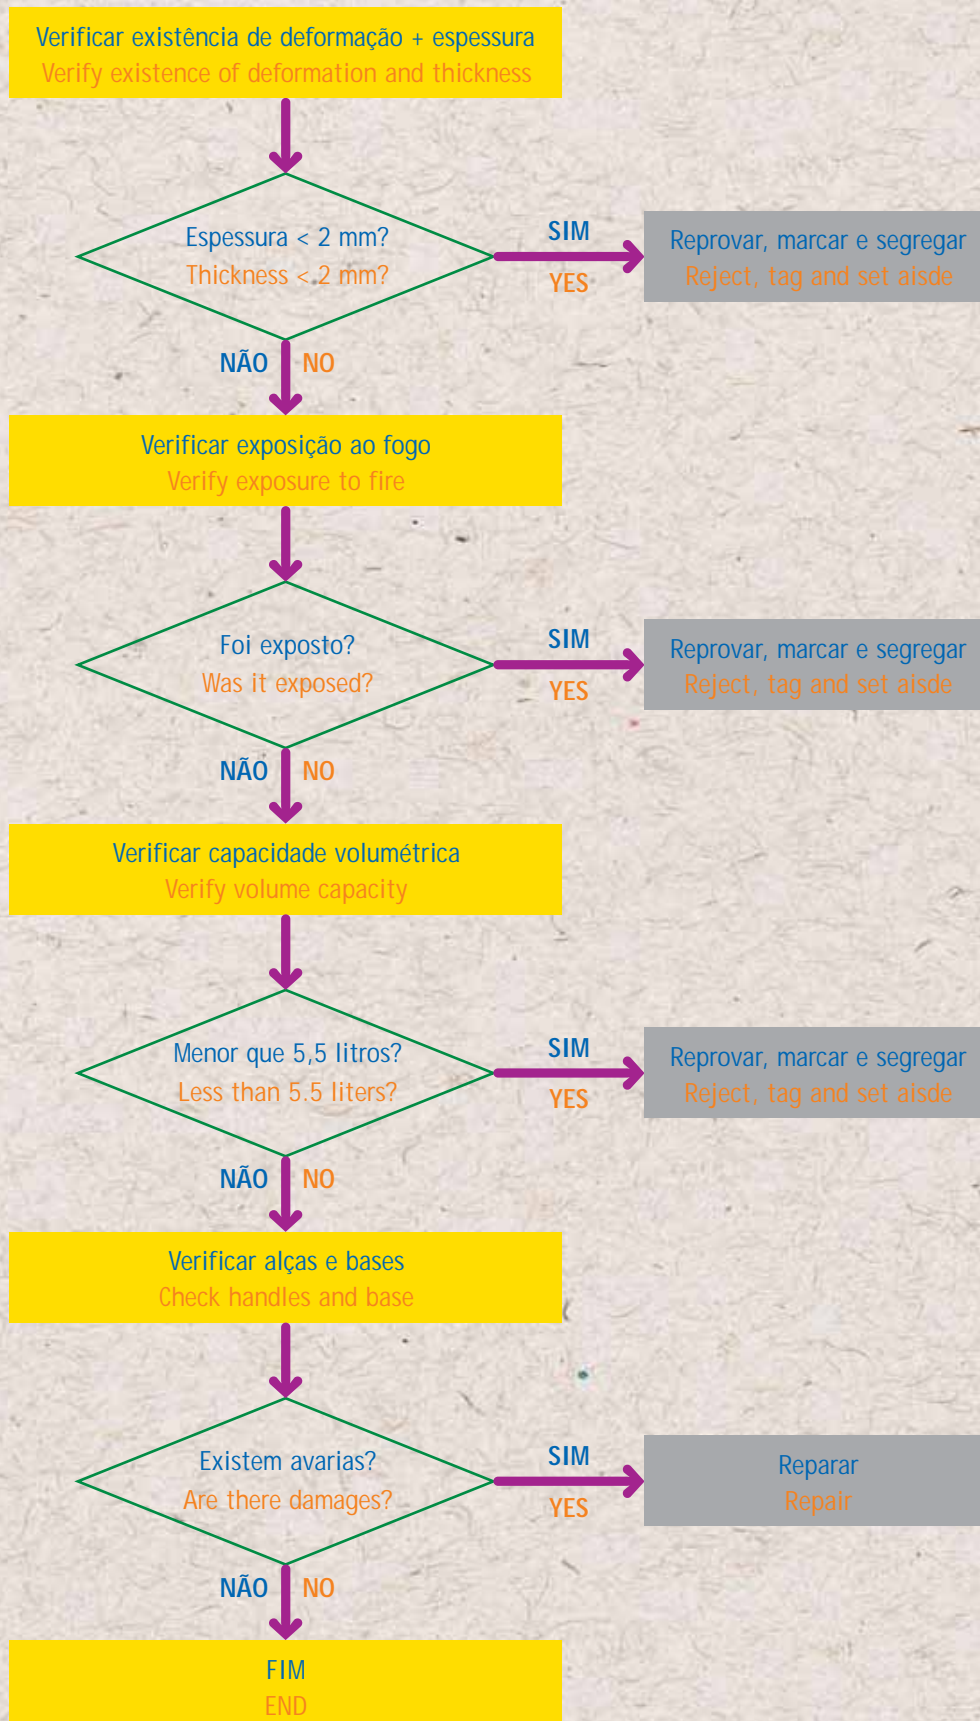 Verificar existência de deformação + espessura
Verify existence of deformation and thickness
Espessura < 2 mm?
Thickness < 2 mm?
SIM
YES
Reprovar, marcar e segregar
Reject, tag and set aisde
NÃO NO
Verificar exposição ao fogo
Verify exposure to fire
Foi exposto?
Was it exposed?
SIM
YES
Reprovar, marcar e segregar
Reject, tag and set aisde
NÃO NO
Verificar capacidade volumétrica
Verify volume capacity
Menor que 5,5 litros?
Less than 5.5 liters?
SIM
YES
Reprovar, marcar e segregar
Reject, tag and set aisde
NÃO NO
Verificar alças e bases
Check handles and base
Existem avarias?
Are there damages?
SIM
YES
Reparar
Repair
NÃO NO
FIM
END